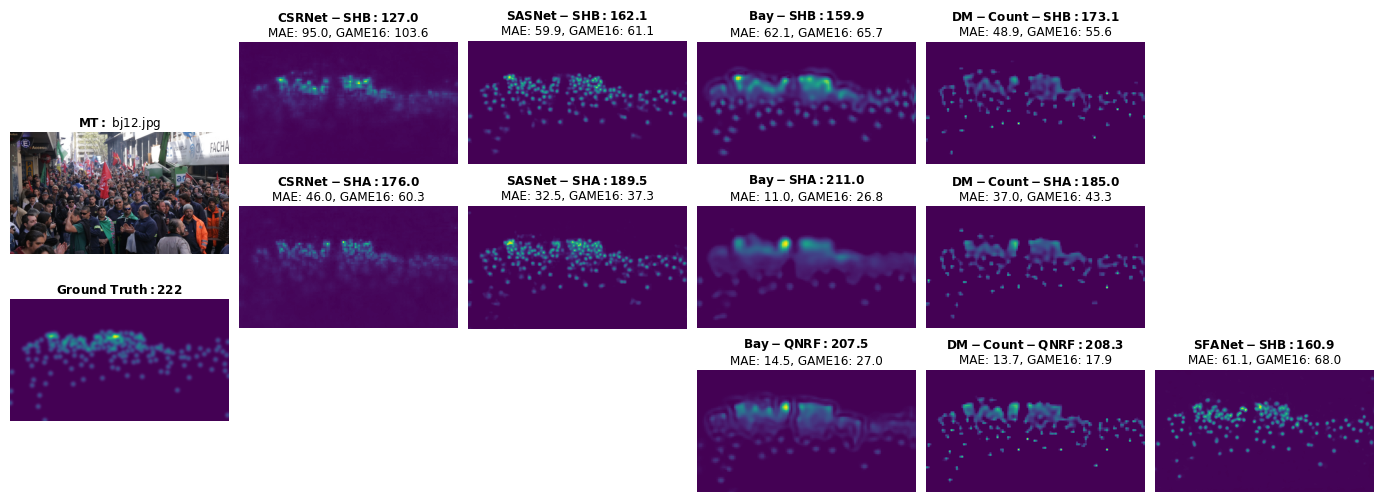 CSRNet − SHB : 127.0
MAE: 95.0, GAME16: 103.6
SASNet − SHB : 162.1
MAE: 59.9, GAME16: 61.1
Bay − SHB : 159.9
MAE: 62.1, GAME16: 65.7
DM − Count − SHB : 173.1
MAE: 48.9, GAME16: 55.6
MT : bj12.jpg
FACHA
CSRNet − SHA : 176.0
MAE: 46.0, GAME16: 60.3
SASNet − SHA : 189.5
MAE: 32.5, GAME16: 37.3
Bay − SHA : 211.0
MAE: 11.0, GAME16: 26.8
DM − Count − SHA : 185.0
MAE: 37.0, GAME16: 43.3
Ground Truth : 222
Bay − QNRF : 207.5
MAE: 14.5, GAME16: 27.0
DM − Count − QNRF : 208.3
MAE: 13.7, GAME16: 17.9
SFANet − SHB : 160.9
MAE: 61.1, GAME16: 68.0